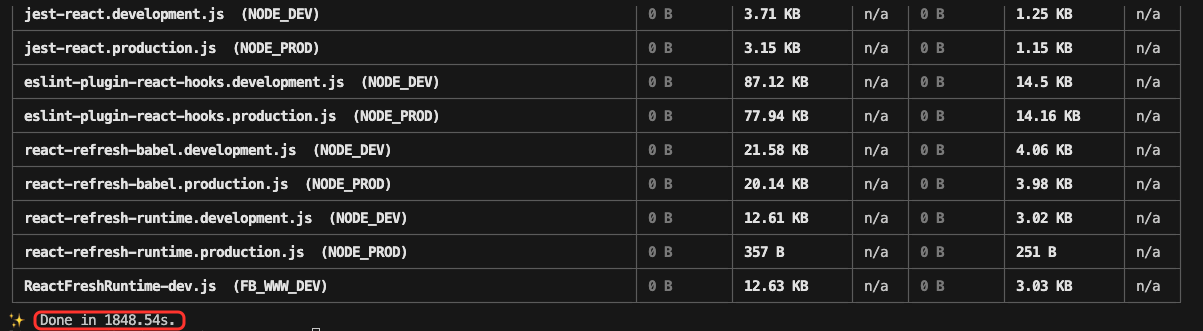 jest-react.development.js (NODE_DEV) 0 B 3.71 KB n/a 0 B 1.25 KB n/a
jest-react.production.js (NODE_PROD) 0 B 3.15 KB n/a 0 B 1.15 KB n/a
eslint-plugin-react-hooks.development.js (NODE_DEV) 0 B 87.12 KB n/a 0 B 14.5 KB n/a
eslint-plugin-react-hooks.production.js (NODE_PROD) 0 B 77.94 KB n/a 0 B 14.16 KB n/a
react-refresh-babel.development.js (NODE_DEV) 0 B 21.58 KB n/a 0 B 4.06 KB n/a
react-refresh-babel.production.js (NODE_PROD) 0 B 20.14 KB n/a 0 B 3.98 KB n/a
react-refresh-runtime.development.js (NODE_DEV) 0 B 12.61 KB n/a 0 B 3.02 KB n/a
react-refresh-runtime.production.js (NODE_PROD) 0 B 357 B n/a 0 B 251 B n/a
ReactFreshRuntime-dev.js (FB_WWW_DEV) 0 B 12.63 KB n/a 0 B 3.03 KB n/a
✨ Done in 1848.54s.